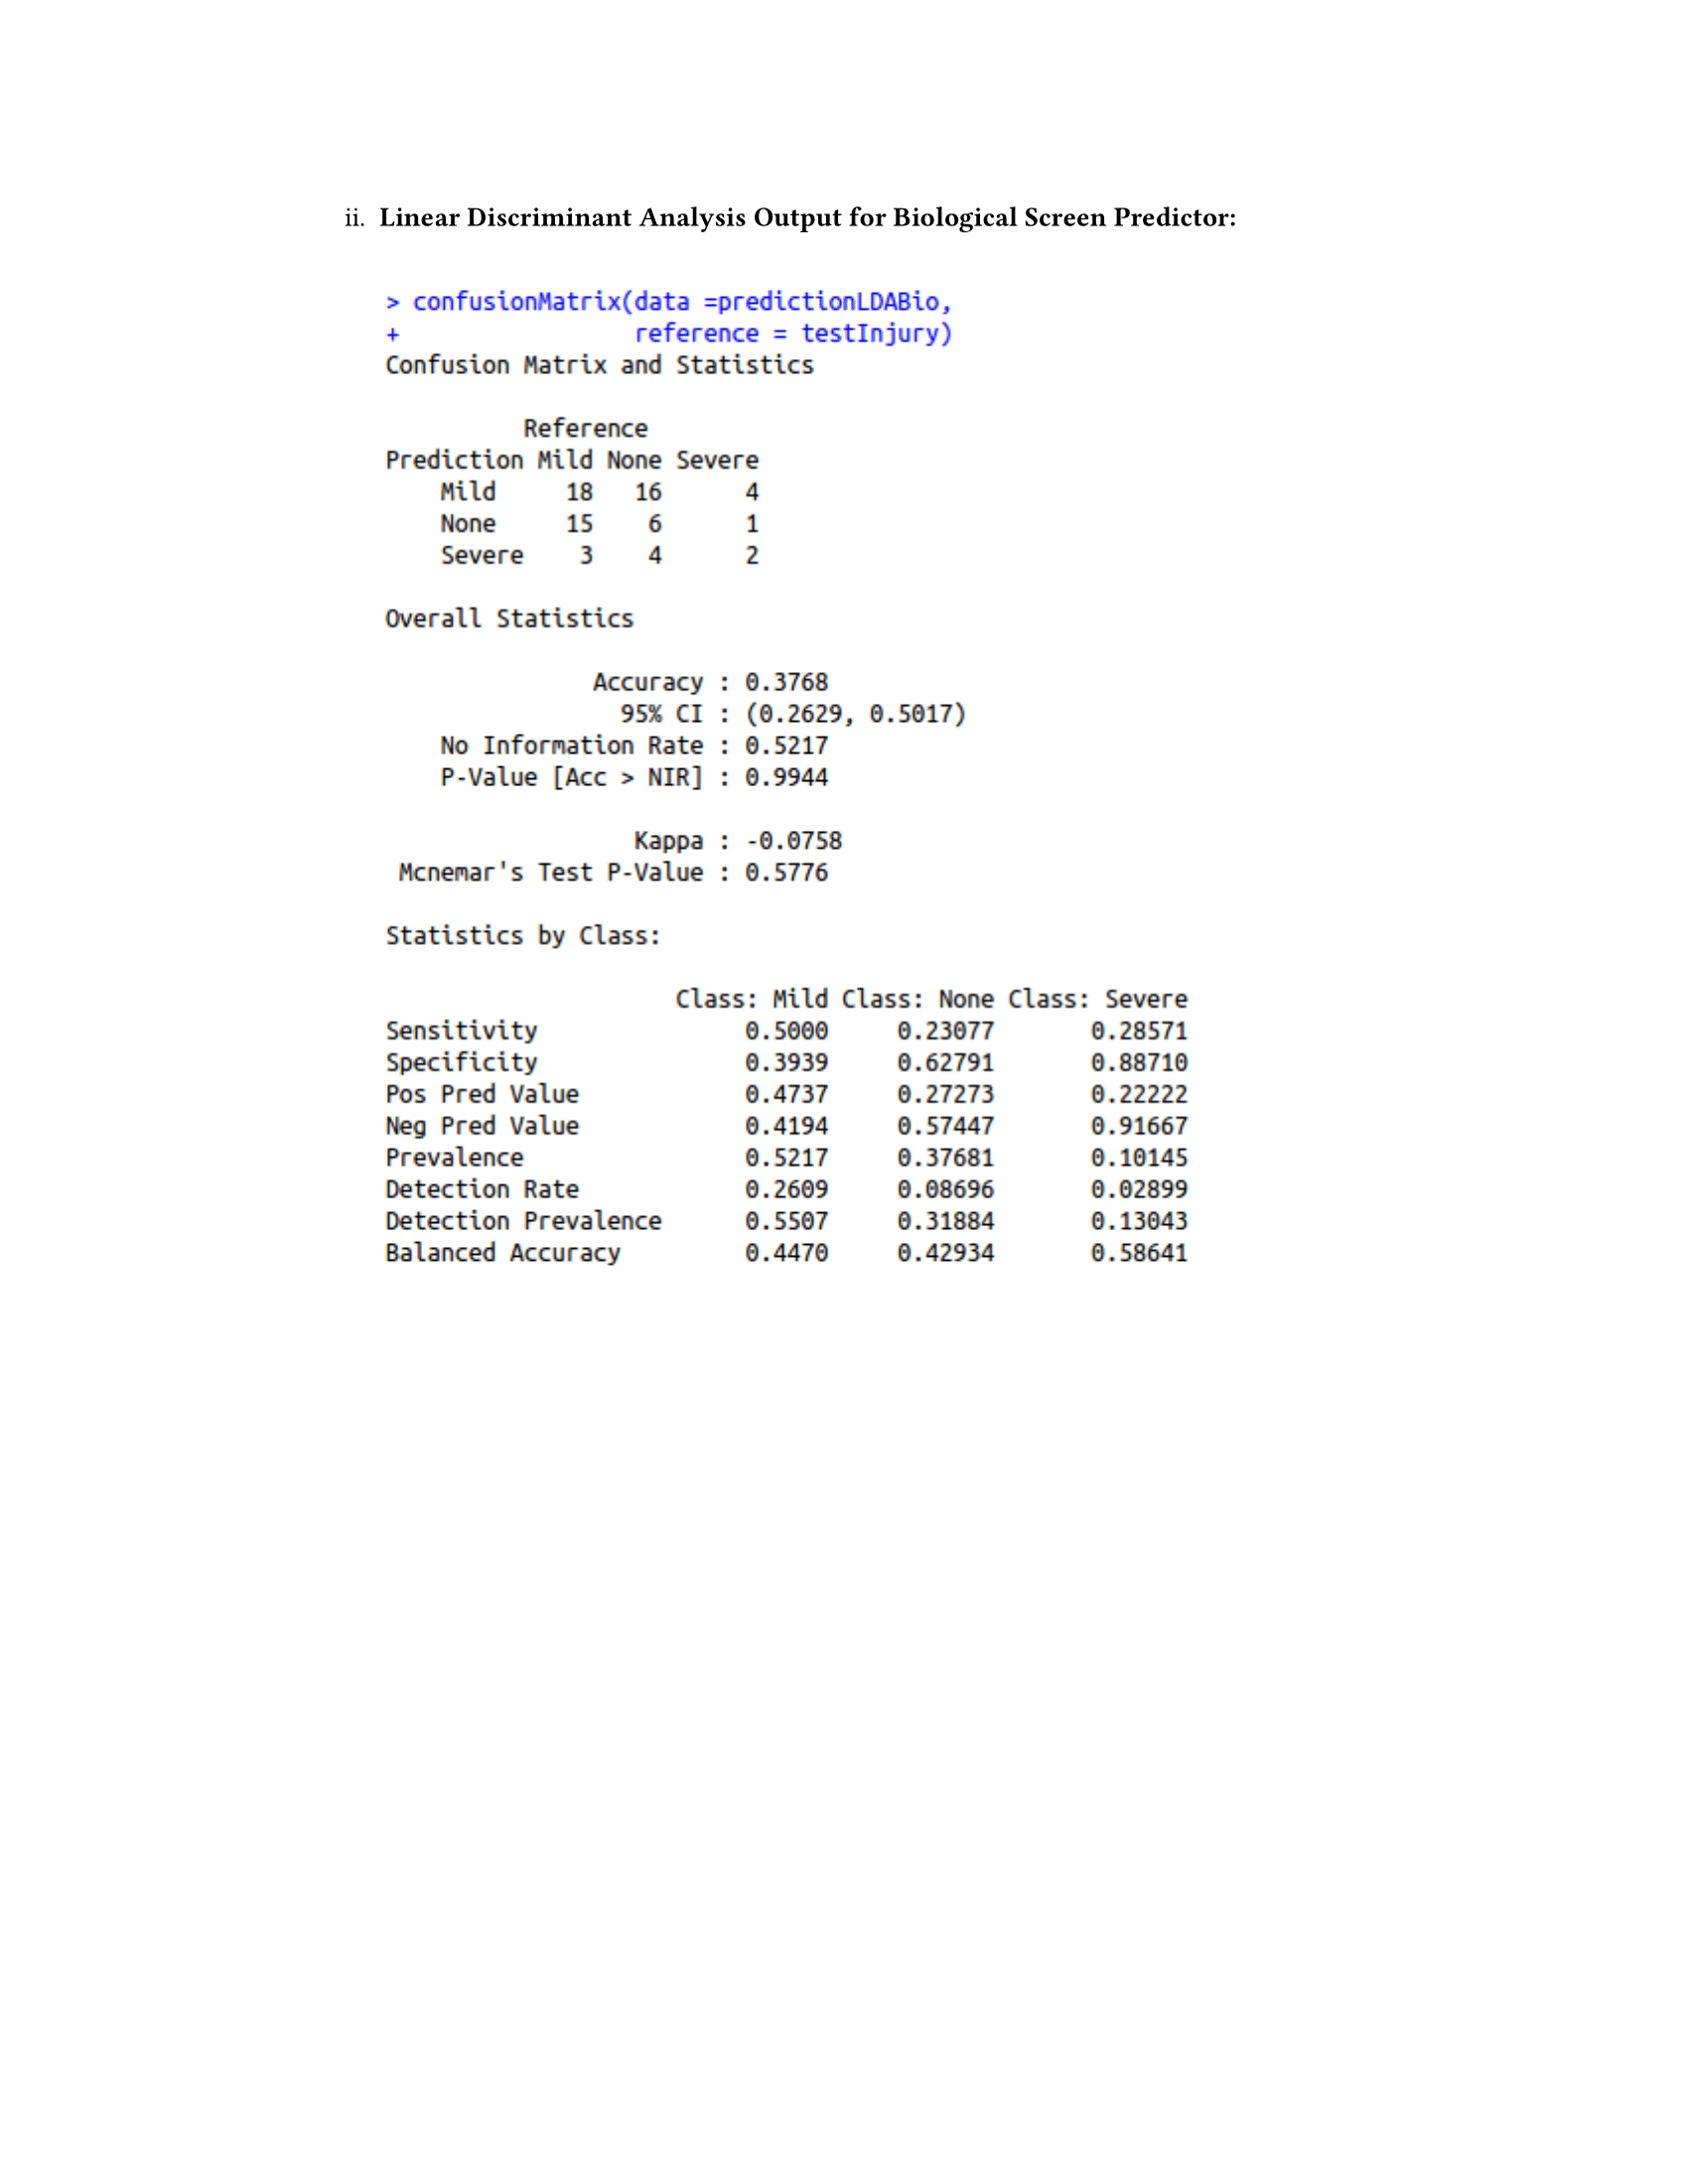 ii. Linear Discriminant Analysis Output for Biological Screen Predictor:
> confusionMatrix(data =predictionLDABio,
+                 reference = testInjury)
Confusion Matrix and Statistics
          Reference
Prediction Mild None Severe
    Mild     18   16      4
    None     15    6      1
    Severe    3    4      2
Overall Statistics
               Accuracy : 0.3768
                 95% CI : (0.2629, 0.5017)
    No Information Rate : 0.5217
    P-Value [Acc > NIR] : 0.9944
                  Kappa : -0.0758
 Mcnemar's Test P-Value : 0.5776
Statistics by Class:
                     Class: Mild Class: None Class: Severe
Sensitivity               0.5000     0.23077       0.28571
Specificity               0.3939     0.62791       0.88710
Pos Pred Value            0.4737     0.27273       0.22222
Neg Pred Value            0.4194     0.57447       0.91667
Prevalence                0.5217     0.37681       0.10145
Detection Rate            0.2609     0.08696       0.02899
Detection Prevalence      0.5507     0.31884       0.13043
Balanced Accuracy         0.4470     0.42934       0.58641